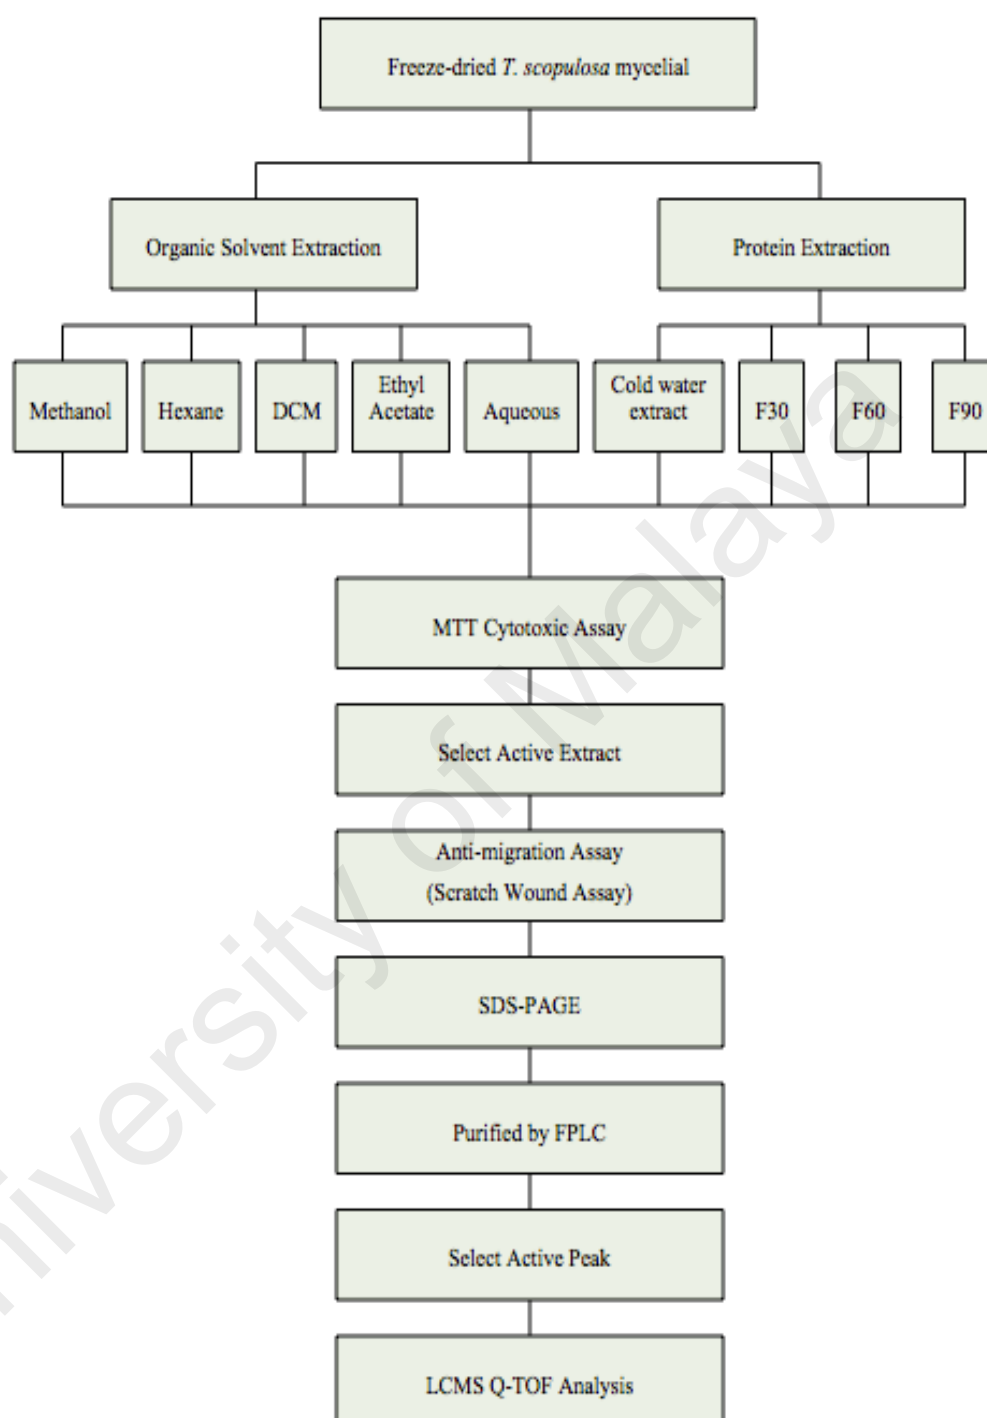 Freeze-dried T. scopulosa mycelial
Organic Solvent Extraction
Protein Extraction
Methanol
Hexane
DCM
Ethyl
Acetate
Aqueous
Cold water
extract
F30
F60
F90
MTT Cytotoxic Assay
Select Active Extract
Anti-migration Assay
(Scratch Wound Assay)
SDS-PAGE
Purified by FPLC
Select Active Peak
LCMS Q-TOF Analysis
University of Malaya